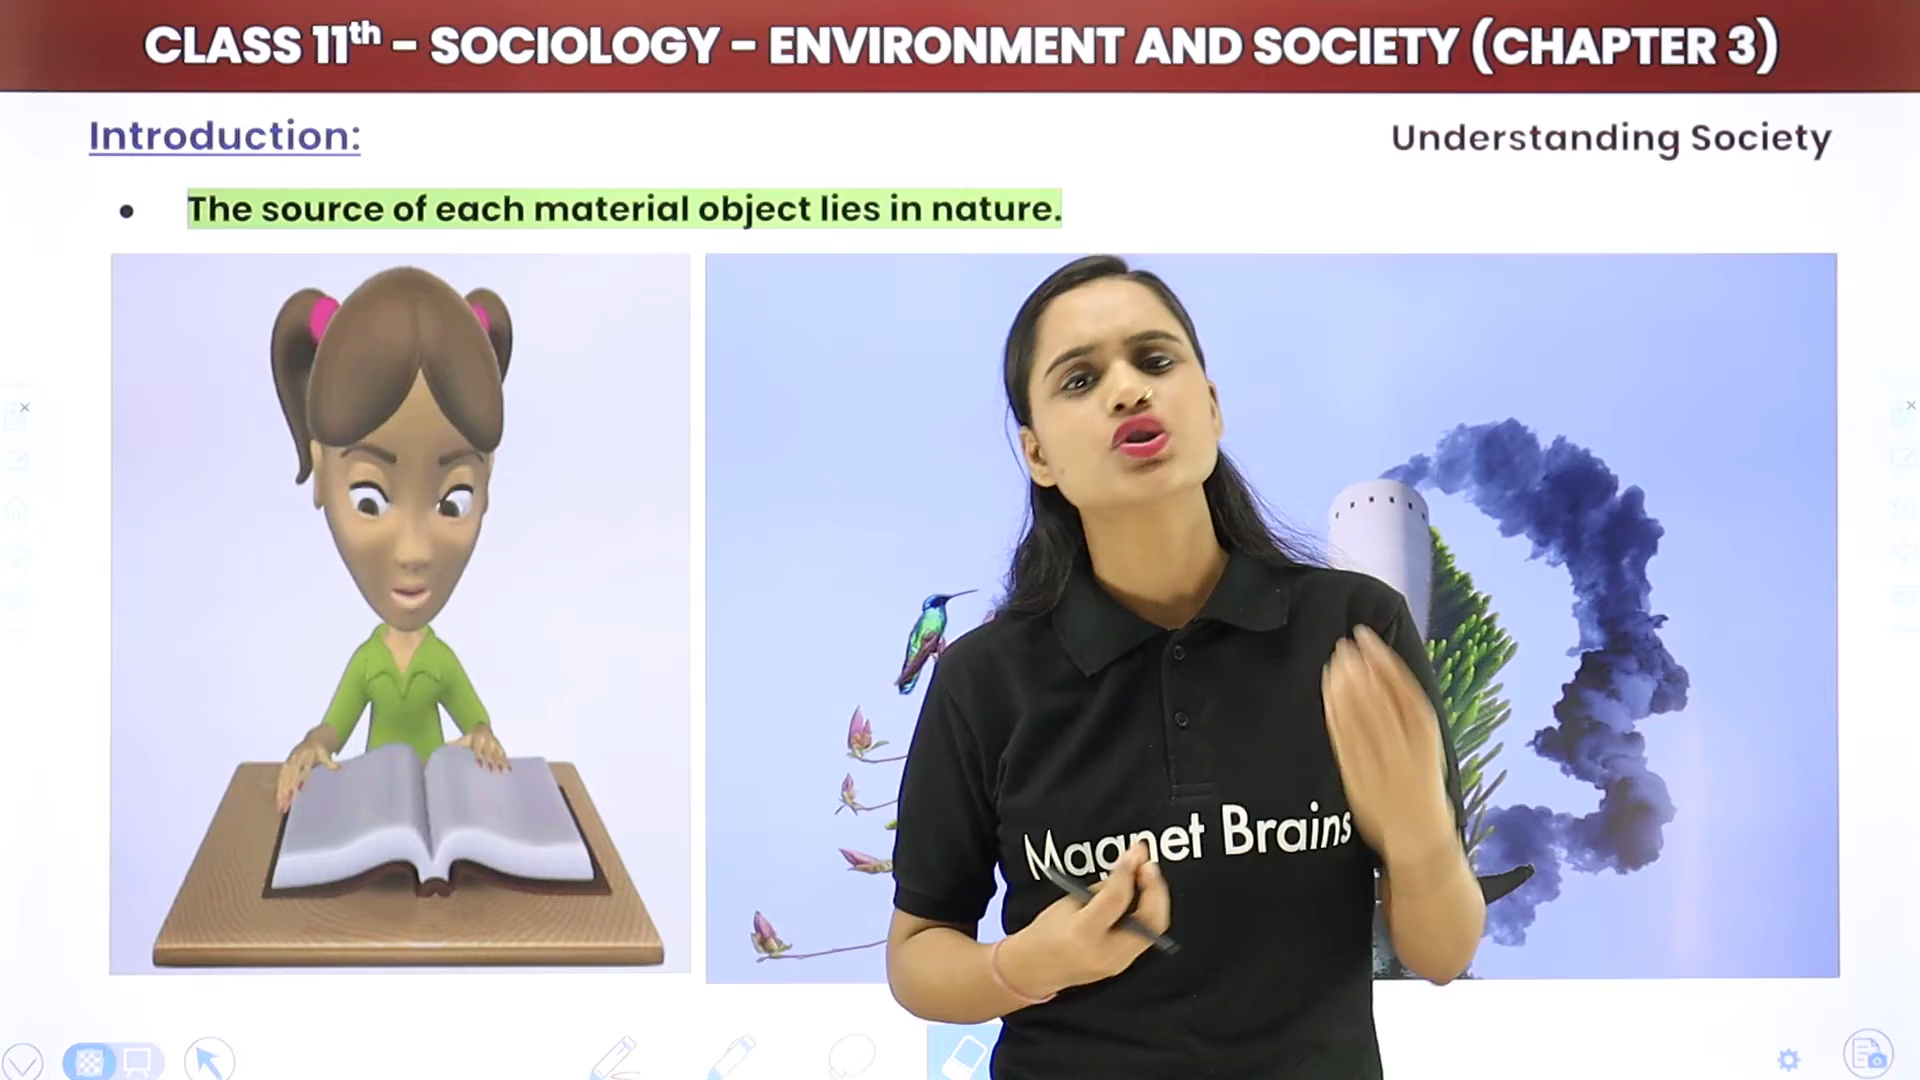 CLASS 11th - SOCIOLOGY - ENVIRONMENT AND SOCIETY (CHAPTER 3)
Introduction:
Understanding Society
• The source of each material object lies in nature.
Magnet Brains